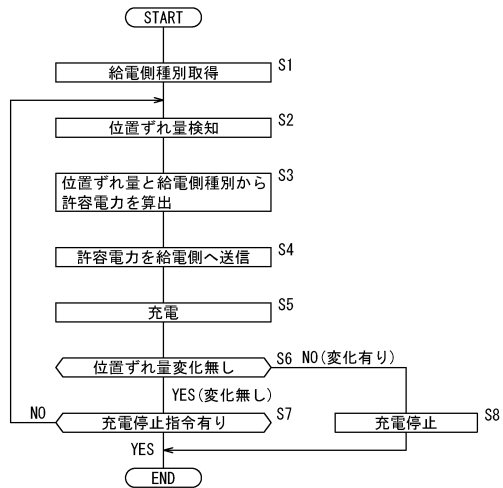 START
給電側種別取得 S1
位置ずれ量検知 S2
位置ずれ量と給電側種別から S3
許容電力を算出
許容電力を給電側へ送信 S4
充電 S5
位置ずれ量変化無し S6 NO(変化有り)
YES(変化無し)
NO 充電停止指令有り S7 充電停止 S8
YES
END